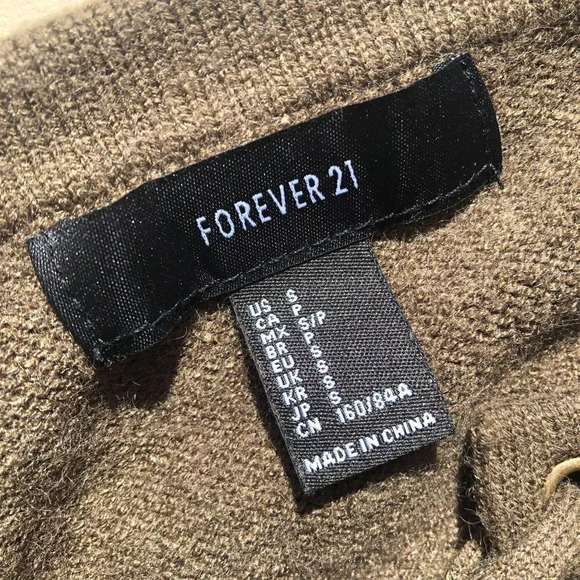 FOREVER 21
US S
CA P
MX S/P
BR P
EU S
UK S
KR S
JP S
CN 160/84A
MADE IN CHINA